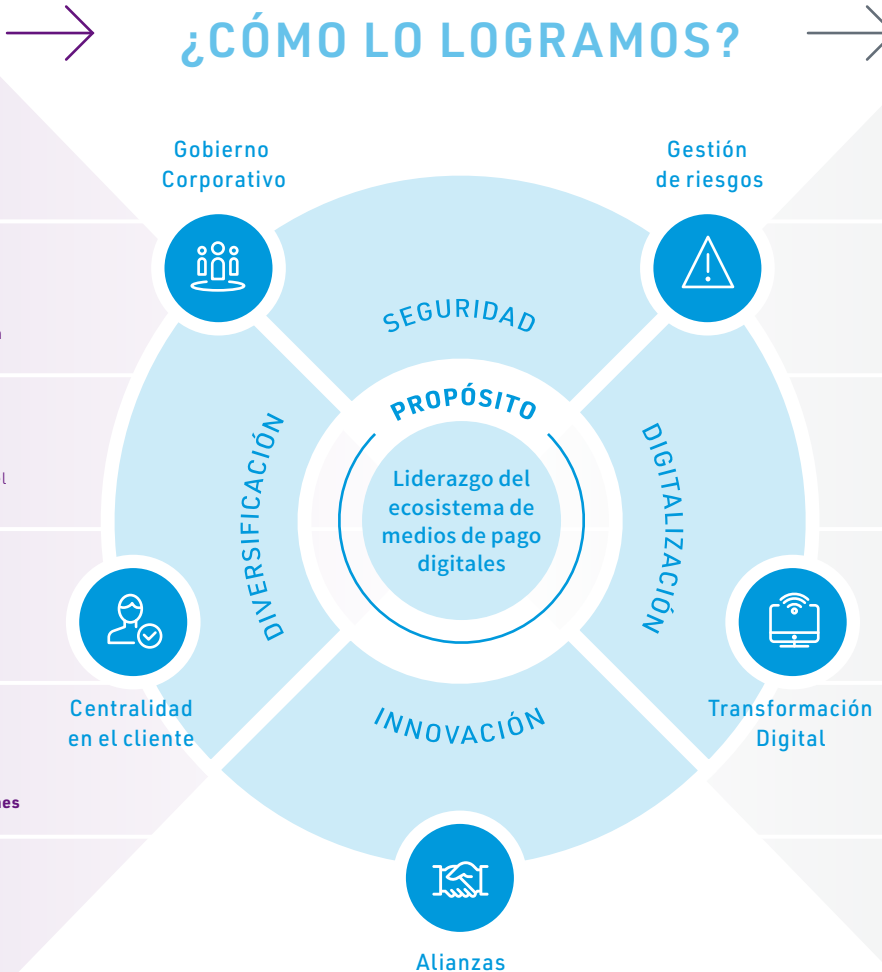 ¿CÓMO LO LOGRAMOS?
Gobierno
Corporativo
Gestión
de riesgos
SEGURIDAD
PROPÓSITO
DIVERSIFICACIÓN
DIGITALIZACIÓN
Liderazgo del
ecosistema de
medios de pago
digitales
INNOVACIÓN
Centralidad
en el cliente
Transformación
Digital
Alianzas